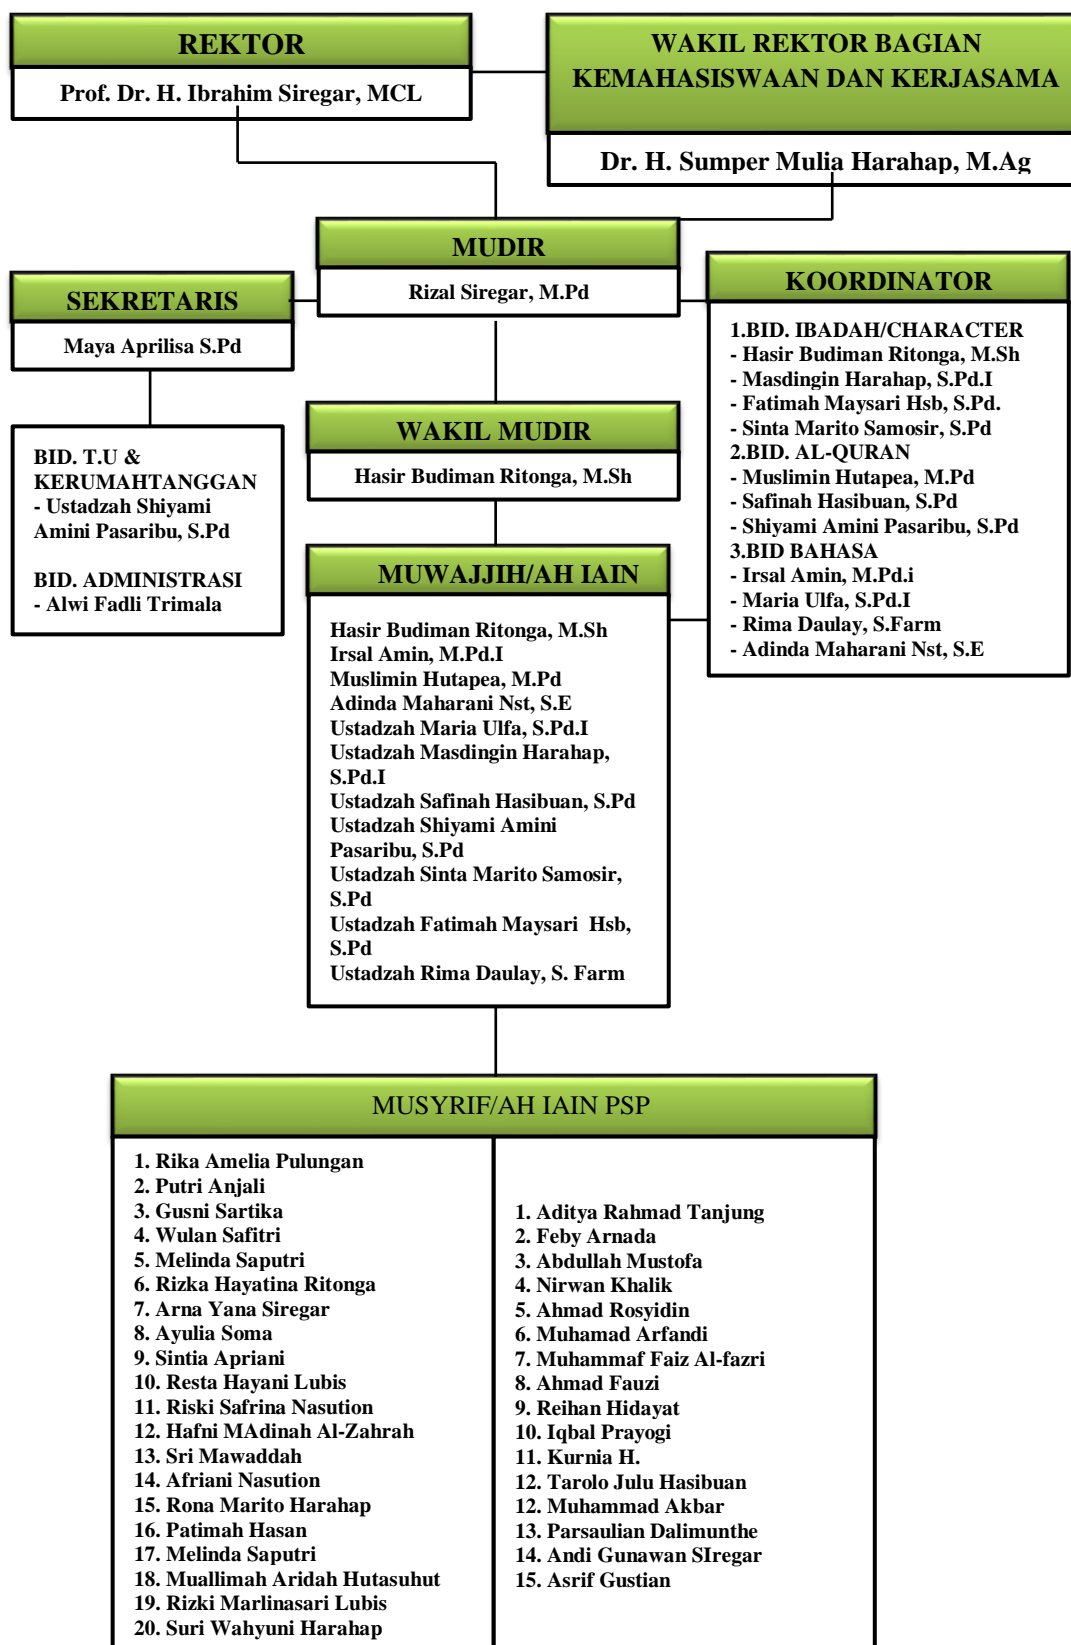 REKTOR
Prof. Dr. H. Ibrahim Siregar, MCL
WAKIL REKTOR BAGIAN
KEMAHASISWAAN DAN KERJASAMA
Dr. H. Sumper Mulia Harahap, M.Ag
MUDIR
Rizal Siregar, M.Pd
SEKRETARIS
Maya Aprilisa S.Pd
KOORDINATOR
1.BID. IBADAH/CHARACTER
- Hasir Budiman Ritonga, M.Sh
- Masdingin Harahap, S.Pd.I
- Fatimah Maysari Hsb, S.Pd.
- Sinta Marito Samosir, S.Pd
2.BID. AL-QURAN
- Muslimin Hutapea, M.Pd
- Safinah Hasibuan, S.Pd
- Shiyami Amini Pasaribu, S.Pd
3.BID BAHASA
- Irsal Amin, M.Pd.i
- Maria Ulfa, S.Pd.I
- Rima Daulay, S.Farm
- Adinda Maharani Nst, S.E
BID. T.U &
KERUMAHTANGGAN
- Ustadzah Shiyami
Amini Pasaribu, S.Pd
BID. ADMINISTRASI
- Alwi Fadli Trimala
WAKIL MUDIR
Hasir Budiman Ritonga, M.Sh
MUWAJJIH/AH IAIN
Hasir Budiman Ritonga, M.Sh
Irsal Amin, M.Pd.I
Muslimin Hutapea, M.Pd
Adinda Maharani Nst, S.E
Ustadzah Maria Ulfa, S.Pd.I
Ustadzah Masdingin Harahap,
S.Pd.I
Ustadzah Safinah Hasibuan, S.Pd
Ustadzah Shiyami Amini
Pasaribu, S.Pd
Ustadzah Sinta Marito Samosir,
S.Pd
Ustadzah Fatimah Maysari Hsb,
S.Pd
Ustadzah Rima Daulay, S. Farm
MUSYRIF/AH IAIN PSP
1. Rika Amelia Pulungan
2. Putri Anjali
3. Gusni Sartika
4. Wulan Safitri
5. Melinda Saputri
6. Rizka Hayatina Ritonga
7. Arna Yana Siregar
8. Ayulia Soma
9. Sintia Apriani
10. Resta Hayani Lubis
11. Riski Safrina Nasution
12. Hafni MAdinah Al-Zahrah
13. Sri Mawaddah
14. Afriani Nasution
15. Rona Marito Harahap
16. Patimah Hasan
17. Melinda Saputri
18. Muallimah Aridah Hutasuhut
19. Rizki Marlinasari Lubis
20. Suri Wahyuni Harahap
1. Aditya Rahmad Tanjung
2. Feby Arnada
3. Abdullah Mustofa
4. Nirwan Khalik
5. Ahmad Rosyidin
6. Muhamad Arfandi
7. Muhammaf Faiz Al-fazri
8. Ahmad Fauzi
9. Reihan Hidayat
10. Iqbal Prayogi
11. Kurnia H.
12. Tarolo Julu Hasibuan
12. Muhammad Akbar
13. Parsaulian Dalimunthe
14. Andi Gunawan SIregar
15. Asrif Gustian